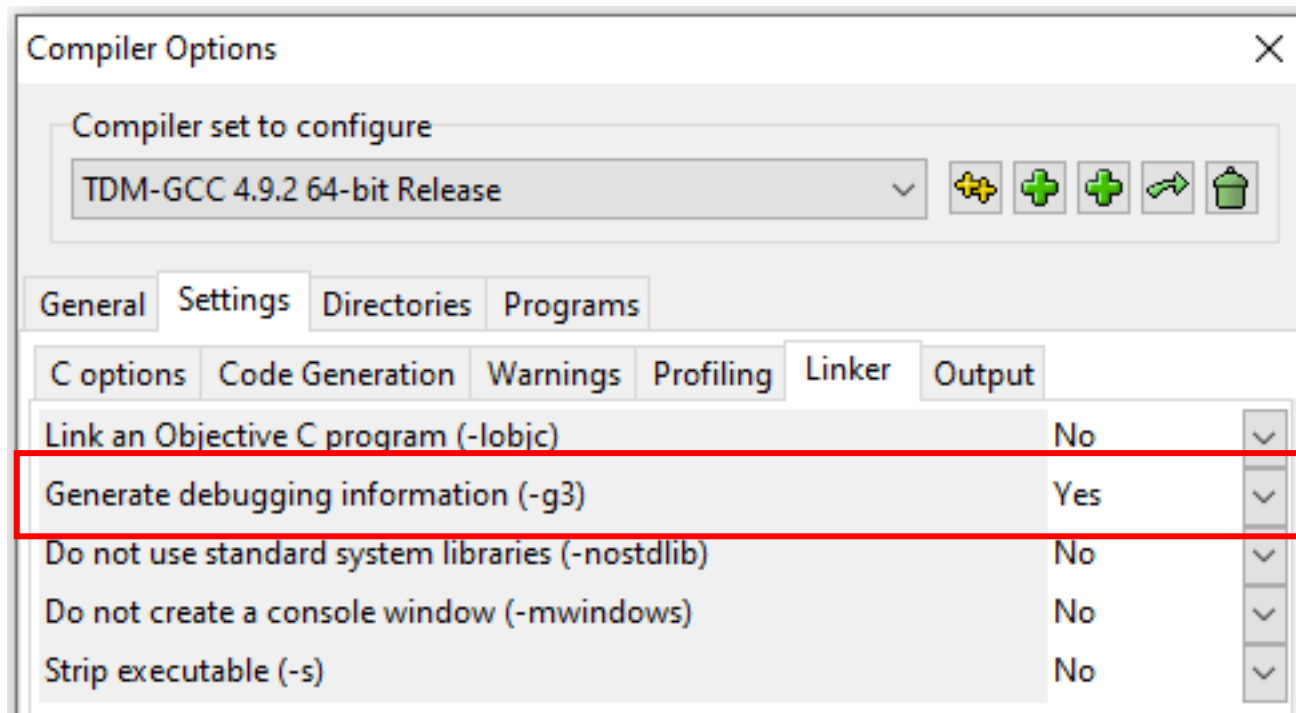 Compiler Options
Compiler set to configure
TDM-GCC 4.9.2 64-bit Release
General Settings Directories Programs
C options Code Generation Warnings Profiling Linker Output
Link an Objective C program (-lobjc) No
Generate debugging information (-g3) Yes
Do not use standard system libraries (-nostdlib) No
Do not create a console window (-mwindows) No
Strip executable (-s) No